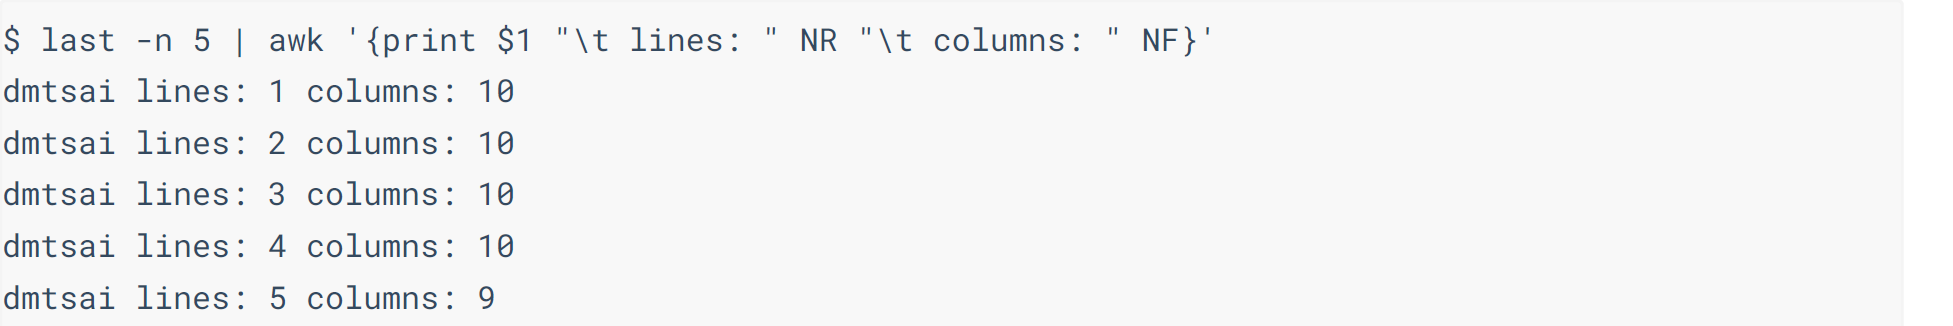 $ last -n 5 | awk '{print $1 "\t lines: " NR "\t columns: " NF}'
dmtsai lines: 1 columns: 10
dmtsai lines: 2 columns: 10
dmtsai lines: 3 columns: 10
dmtsai lines: 4 columns: 10
dmtsai lines: 5 columns: 9